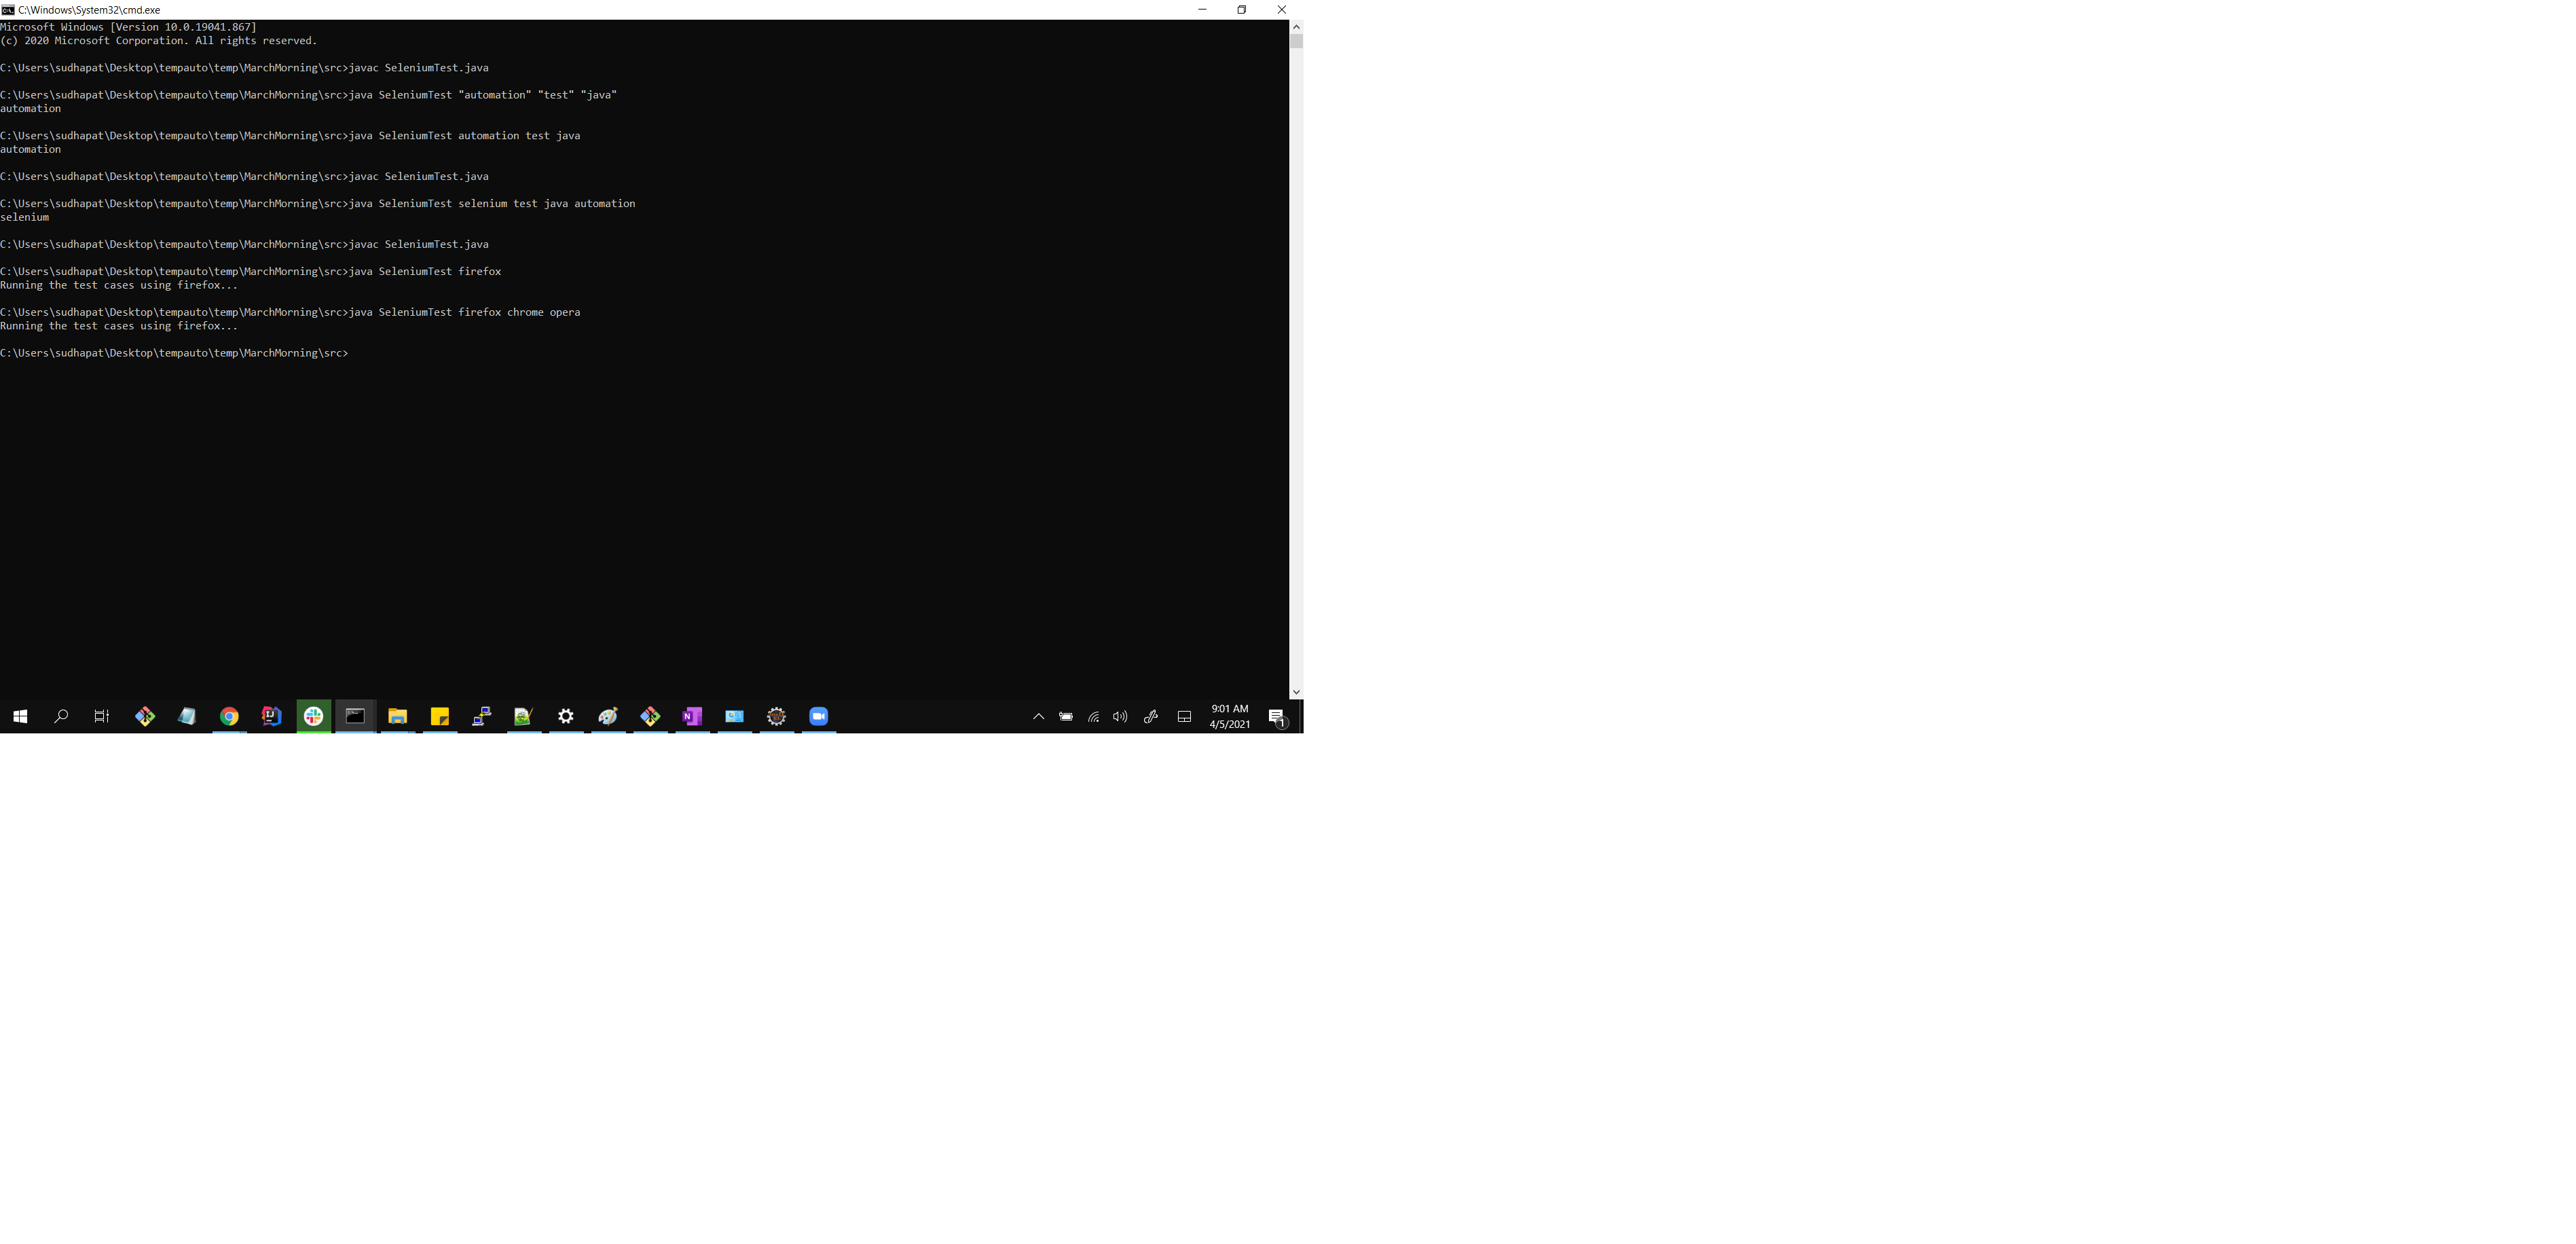 C:\Windows\System32\cmd.exe
Microsoft Windows [Version 10.0.19041.867]
(c) 2020 Microsoft Corporation. All rights reserved.
C:\Users\sudhapat\Desktop\tempauto\temp\MarchMorning\src>javac SeleniumTest.java
C:\Users\sudhapat\Desktop\tempauto\temp\MarchMorning\src>java SeleniumTest "automation" "test" "java"
automation
C:\Users\sudhapat\Desktop\tempauto\temp\MarchMorning\src>java SeleniumTest automation test java
automation
C:\Users\sudhapat\Desktop\tempauto\temp\MarchMorning\src>javac SeleniumTest.java
C:\Users\sudhapat\Desktop\tempauto\temp\MarchMorning\src>java SeleniumTest selenium test java automation
selenium
C:\Users\sudhapat\Desktop\tempauto\temp\MarchMorning\src>javac SeleniumTest.java
C:\Users\sudhapat\Desktop\tempauto\temp\MarchMorning\src>java SeleniumTest firefox
Running the test cases using firefox...
C:\Users\sudhapat\Desktop\tempauto\temp\MarchMorning\src>java SeleniumTest firefox chrome opera
Running the test cases using firefox...
C:\Users\sudhapat\Desktop\tempauto\temp\MarchMorning\src>
9:01 AM
4/5/2021
1